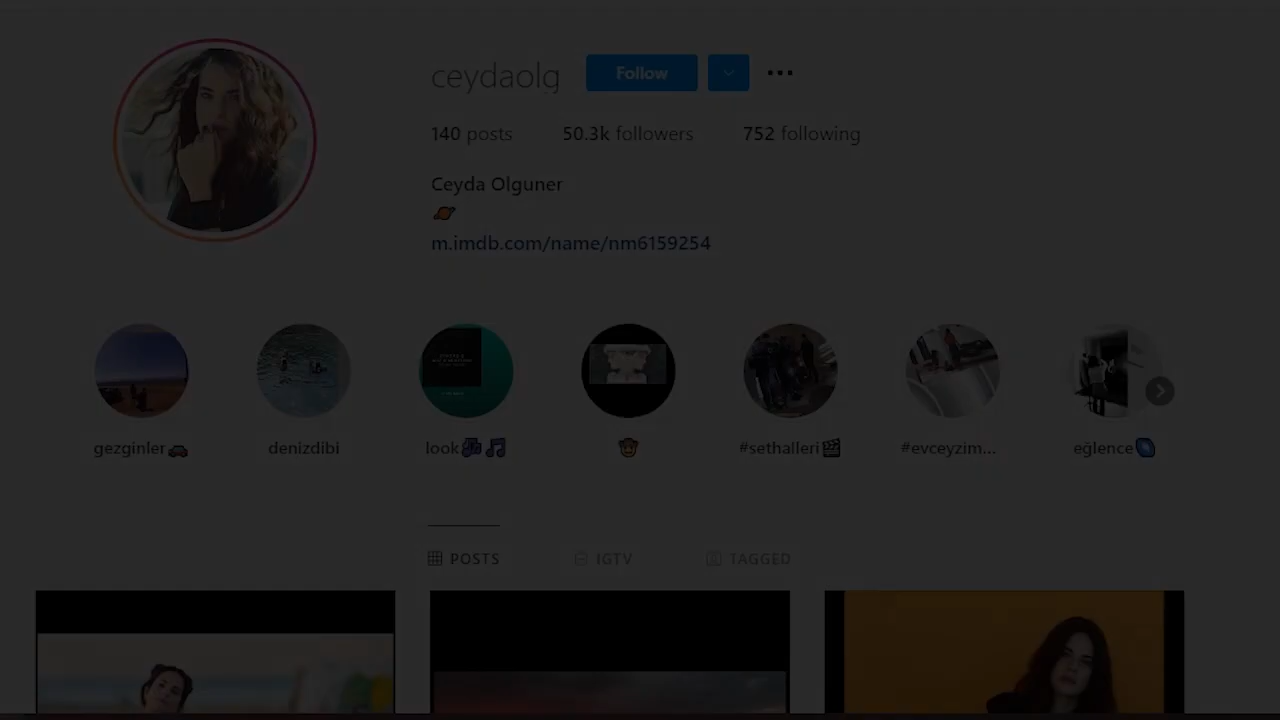 ceydaolg Follow
140 posts 50.3k followers 752 following
Ceyda Olguner
🪐
m.imdb.com/name/nm6159254
gezginler🚗 denizdibi look🎶🎵 🐵 #sethalleri🎬 #evceyzim... eğlence
POSTS IGTV TAGGED